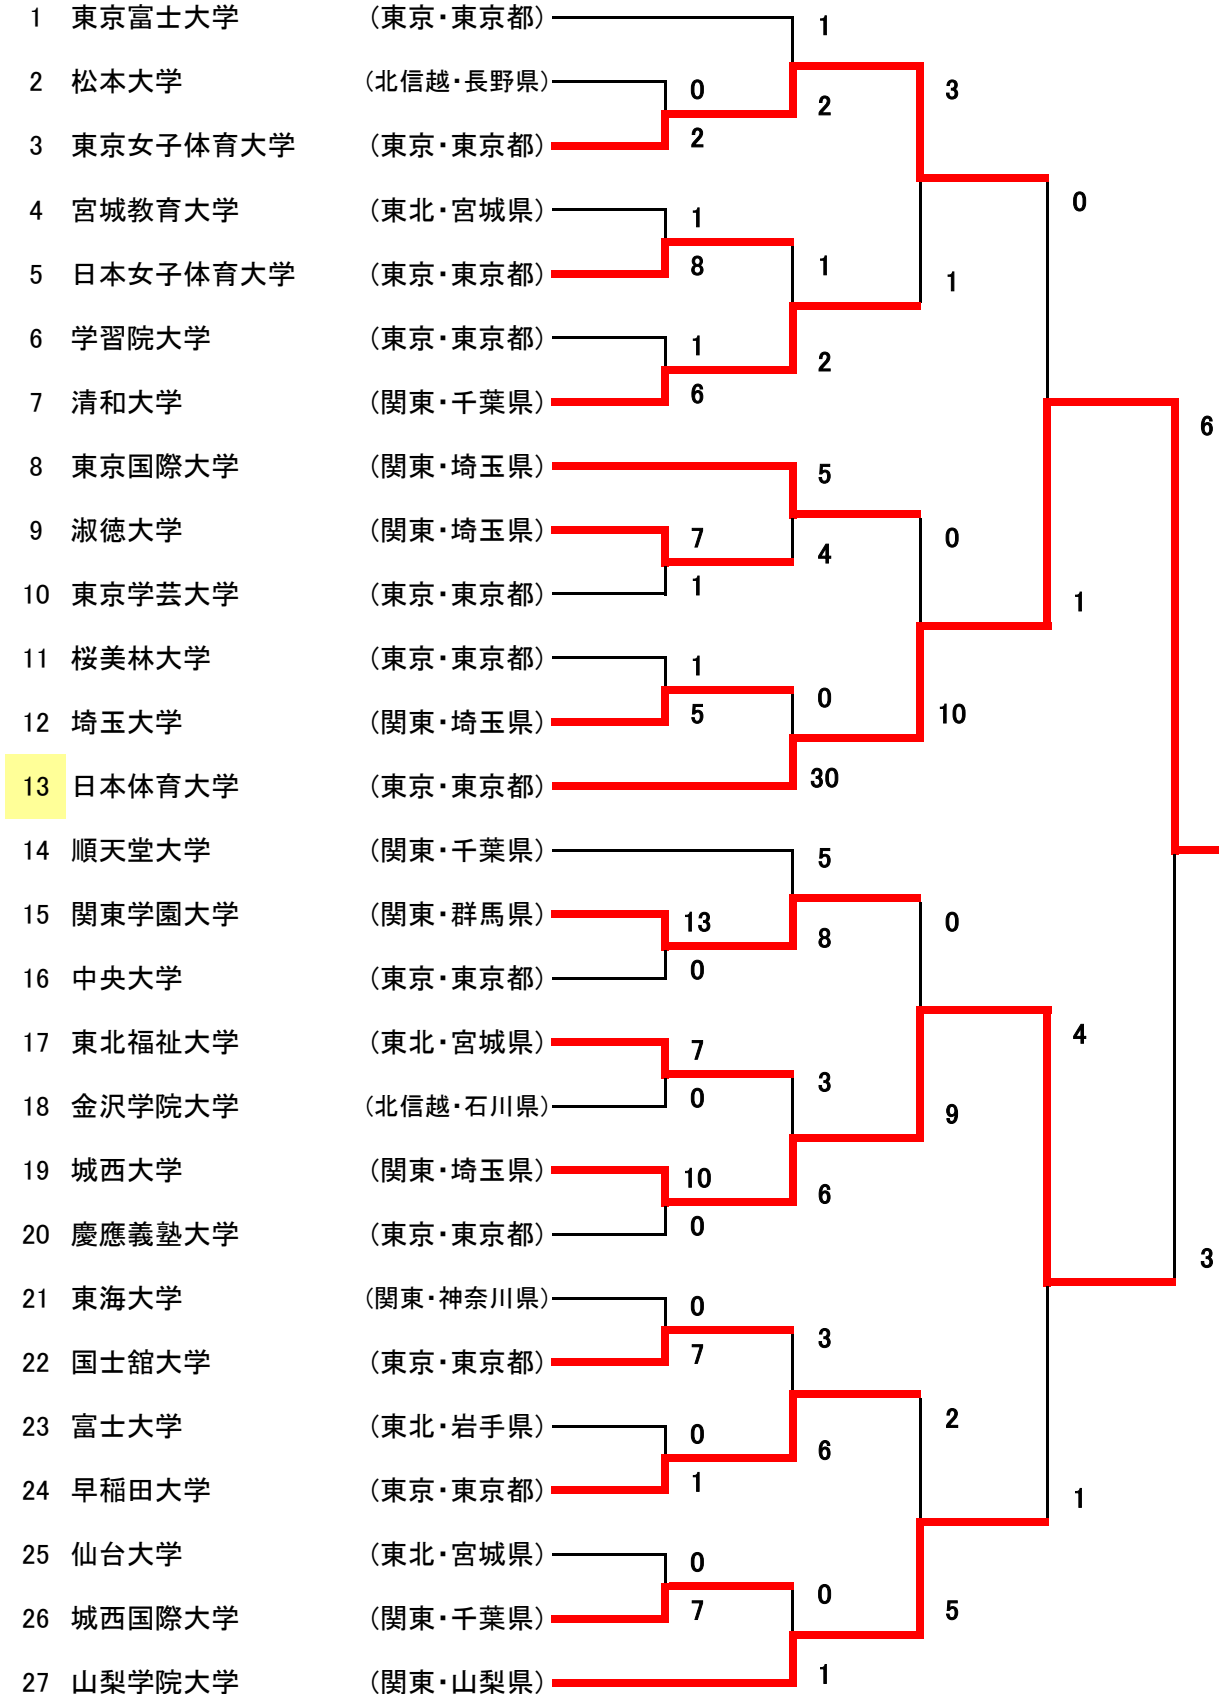 1 東京富士大学 (東京・東京都) 1
2 松本大学 (北信越・長野県) 0 2 3
3 東京女子体育大学 (東京・東京都) 2
4 宮城教育大学 (東北・宮城県) 1 0
5 日本女子体育大学 (東京・東京都) 8 1 1
6 学習院大学 (東京・東京都) 1 2
7 清和大学 (関東・千葉県) 6 6
8 東京国際大学 (関東・埼玉県) 5
9 淑徳大学 (関東・埼玉県) 7 4 0
10 東京学芸大学 (東京・東京都) 1 1
11 桜美林大学 (東京・東京都) 1
12 埼玉大学 (関東・埼玉県) 5 0 10
13 日本体育大学 (東京・東京都) 30
14 順天堂大学 (関東・千葉県) 5
15 関東学園大学 (関東・群馬県) 13 8 0
16 中央大学 (東京・東京都) 0
17 東北福祉大学 (東北・宮城県) 7 3 4
18 金沢学院大学 (北信越・石川県) 0 9
19 城西大学 (関東・埼玉県) 10 6
20 慶應義塾大学 (東京・東京都) 0 3
21 東海大学 (関東・神奈川県) 0
22 国士舘大学 (東京・東京都) 7 3
23 富士大学 (東北・岩手県) 0 6 2
24 早稲田大学 (東京・東京都) 1 1
25 仙台大学 (東北・宮城県) 0
26 城西国際大学 (関東・千葉県) 7 0 5
27 山梨学院大学 (関東・山梨県) 1